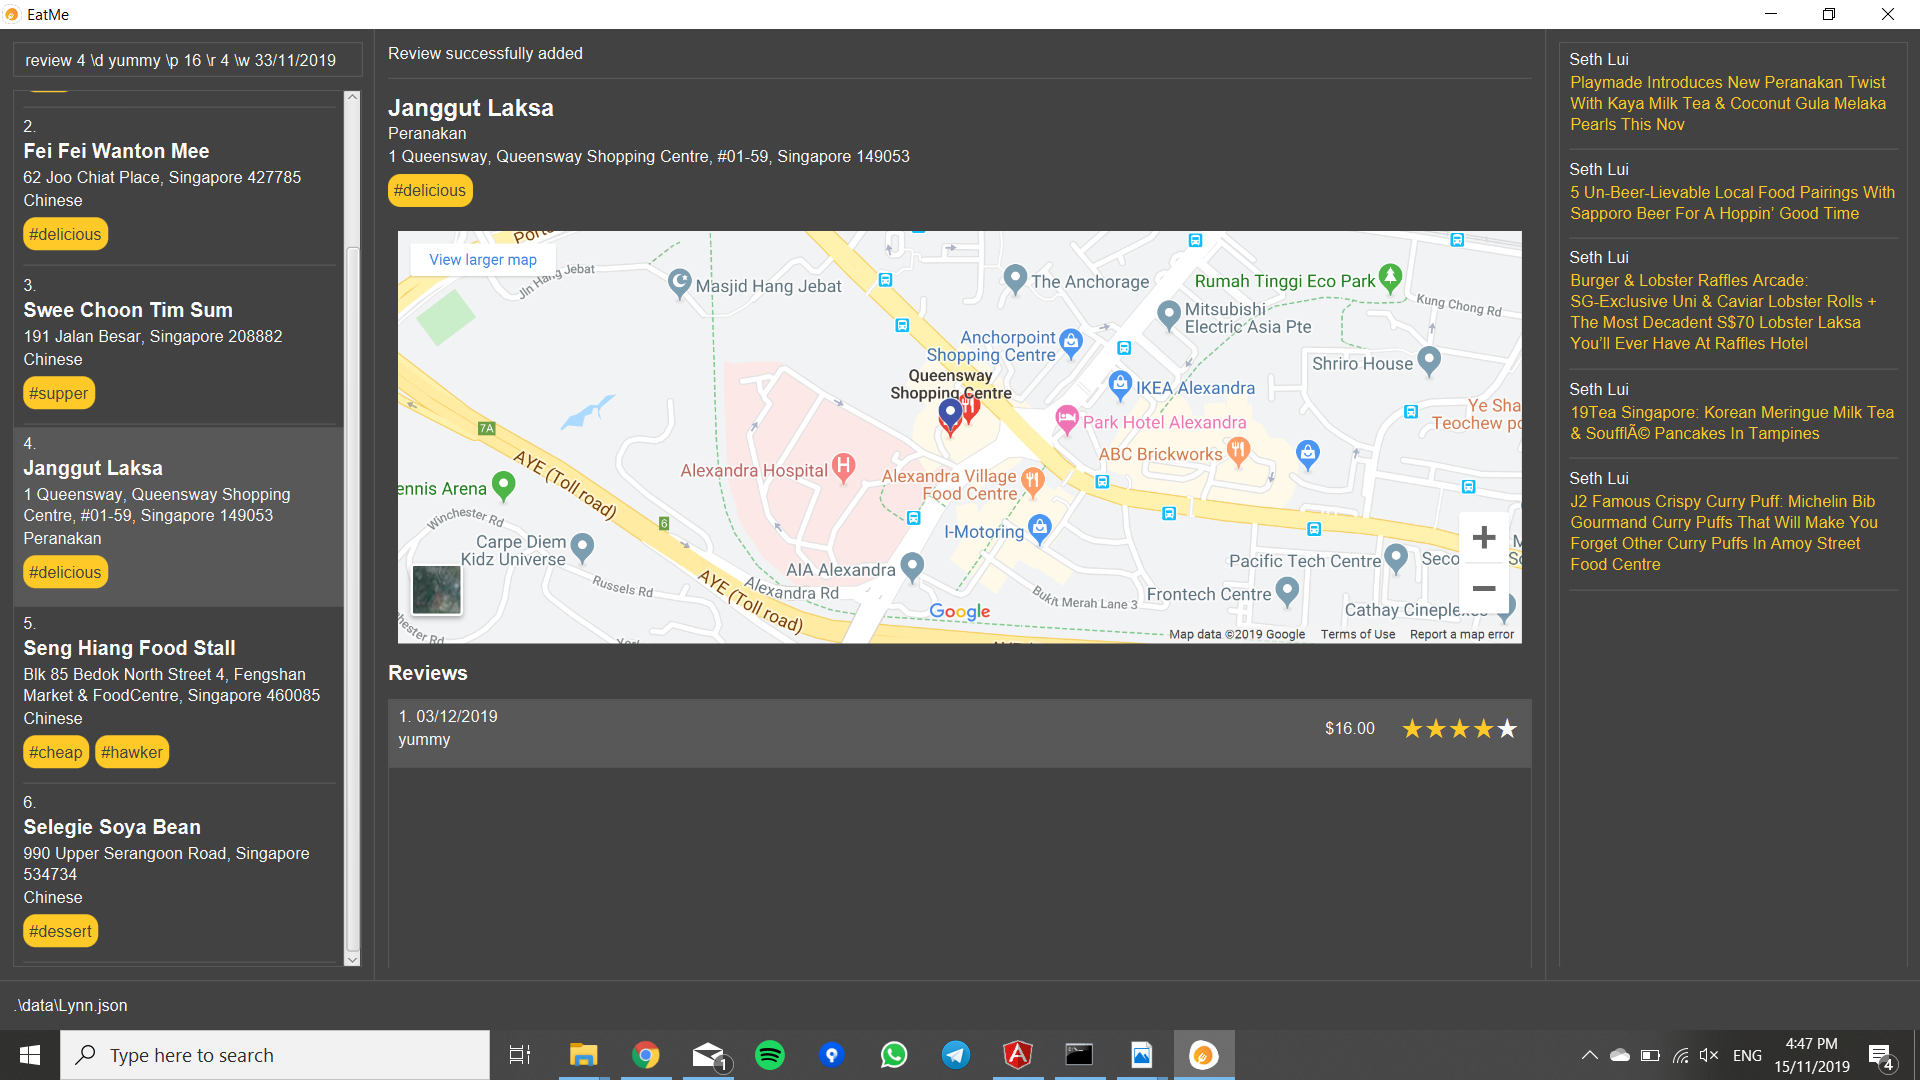 EatMe
review 4 \d yummy \p 16 \r 4 \w 33/11/2019
2.
Fei Fei Wanton Mee
62 Joo Chiat Place, Singapore 427785
Chinese
#delicious
3.
Swee Choon Tim Sum
191 Jalan Besar, Singapore 208882
Chinese
#supper
4.
Janggut Laksa
1 Queensway, Queensway Shopping
Centre, #01-59, Singapore 149053
Peranakan
#delicious
5.
Seng Hiang Food Stall
Blk 85 Bedok North Street 4, Fengshan
Market & FoodCentre, Singapore 460085
Chinese
#cheap #hawker
6.
Selegie Soya Bean
990 Upper Serangoon Road, Singapore
534734
Chinese
#dessert
Review successfully added
Janggut Laksa
Peranakan
1 Queensway, Queensway Shopping Centre, #01-59, Singapore 149053
#delicious
View larger map
Jln Hang Jebat
Masjid Hang Jebat
The Anchorage
Rumah Tinggi Eco Park
Kung Chong Rd
Mitsubishi
Electric Asia Pte
Anchorpoint
Shopping Centre
Shriro House
Queensway
Shopping Centre
IKEA Alexandra
Park Hotel Alexandra
Ye Sha
Teochew po
7A
ABC Brickworks
AYE (Toll road)
Alexandra Hospital
Alexandra Village
Food Centre
ennis Arena
Winchester Rd
6
I-Motoring
Carpe Diem
Kidz Universe
AIA Alexandra
Pacific Tech Centre
Seco
Russels Rd
AYE (Toll road)
Alexandra Rd
Bukit Merah Lane 3
Frontech Centre
Cathay Cineplexes
Google
chester Rd
Map data ©2019 Google
Terms of Use
Report a map error
Reviews
1. 03/12/2019
yummy
$16.00
Seth Lui
Playmade Introduces New Peranakan Twist
With Kaya Milk Tea & Coconut Gula Melaka
Pearls This Nov
Seth Lui
5 Un-Beer-Lievable Local Food Pairings With
Sapporo Beer For A Hoppin’ Good Time
Seth Lui
Burger & Lobster Raffles Arcade:
SG-Exclusive Uni & Caviar Lobster Rolls +
The Most Decadent S$70 Lobster Laksa
You’ll Ever Have At Raffles Hotel
Seth Lui
19Tea Singapore: Korean Meringue Milk Tea
& SoufflÃ© Pancakes In Tampines
Seth Lui
J2 Famous Crispy Curry Puff: Michelin Bib
Gourmand Curry Puffs That Will Make You
Forget Other Curry Puffs In Amoy Street
Food Centre
.\data\Lynn.json
Type here to search
1
ENG
4:47 PM
15/11/2019
4